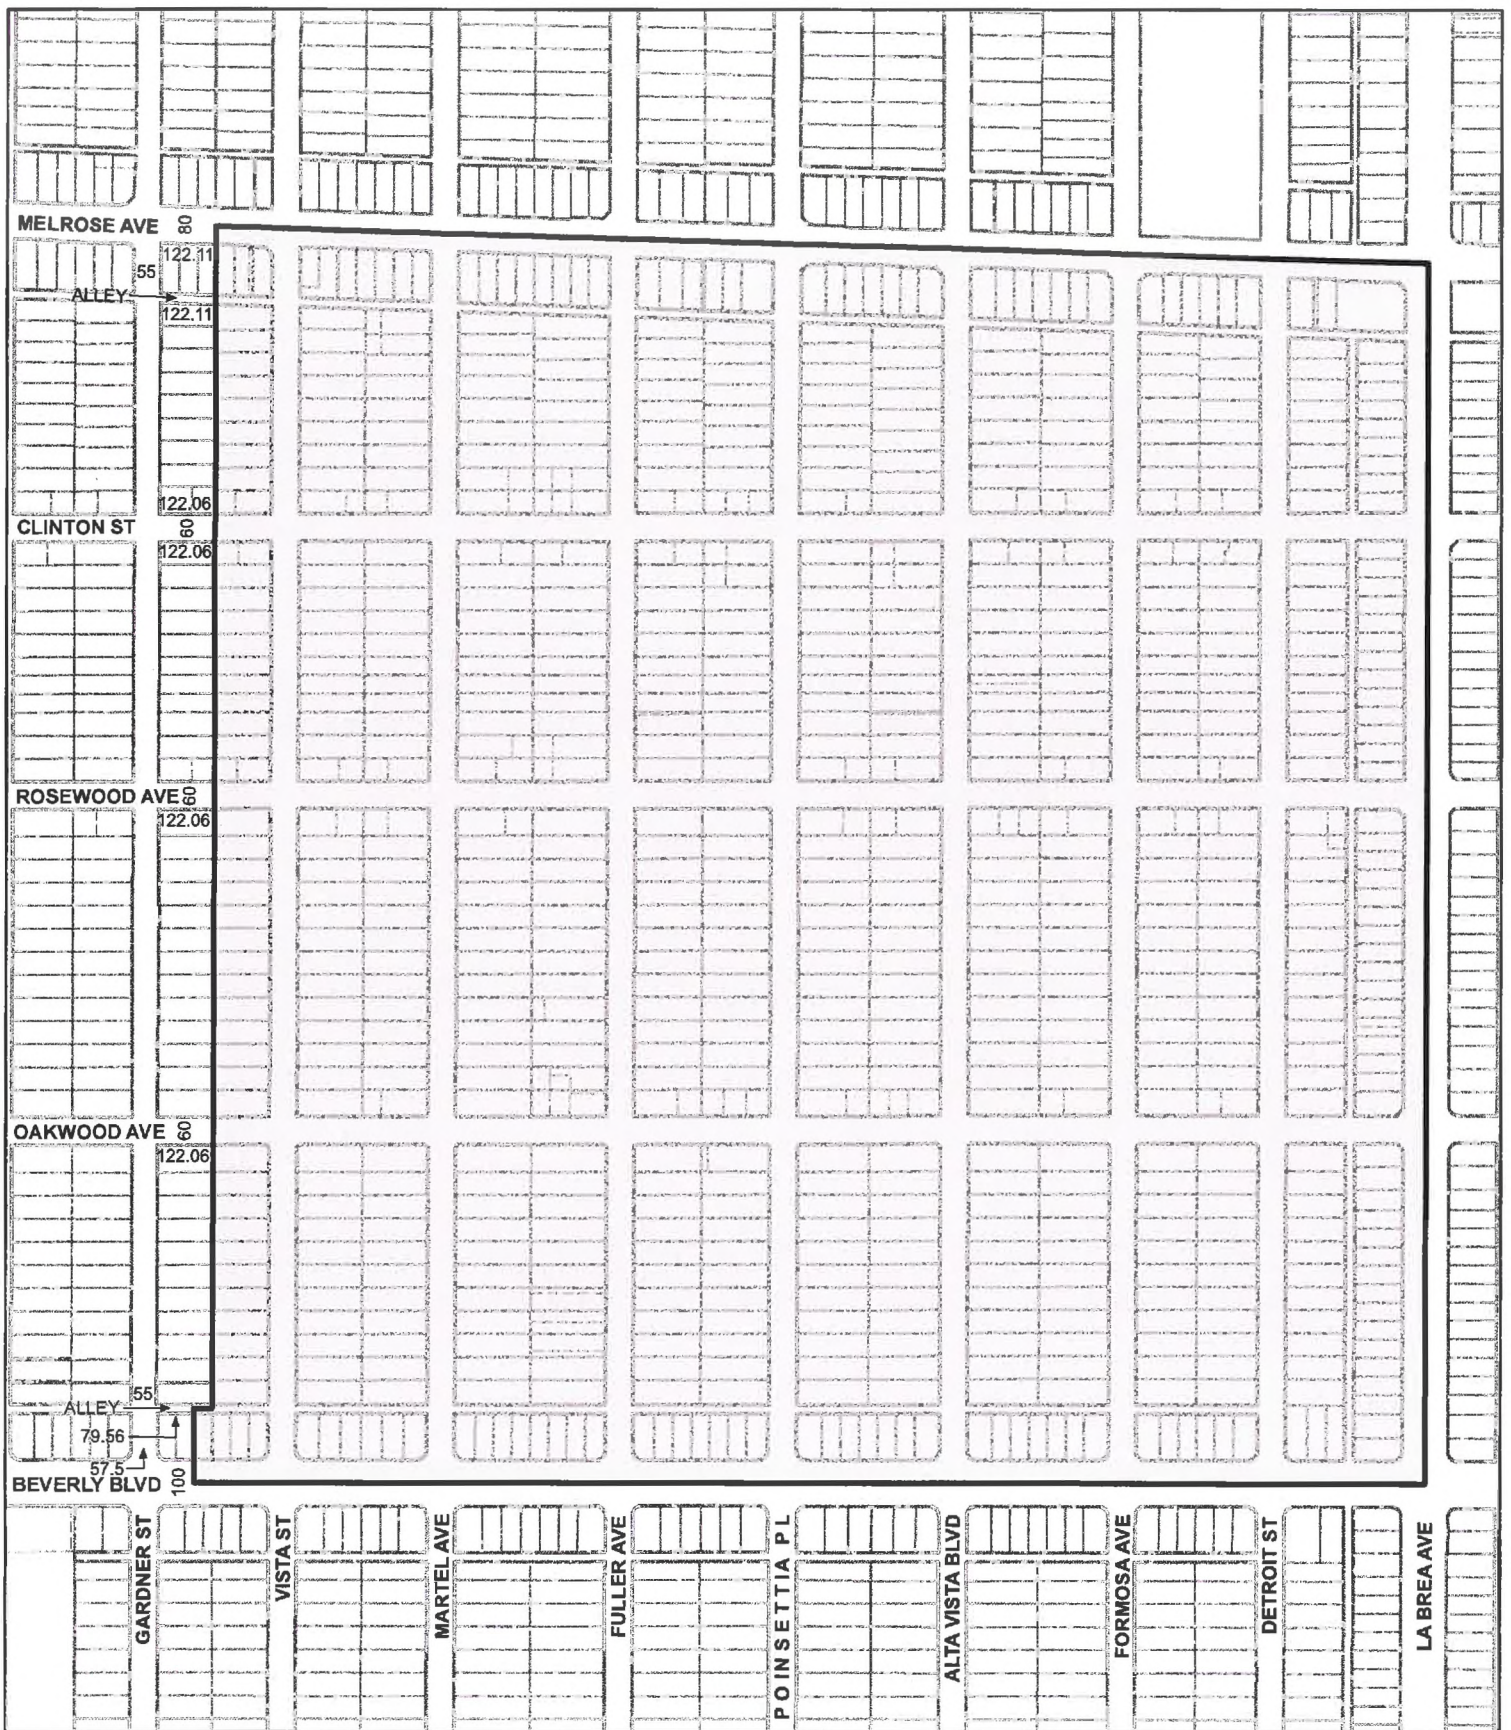 MELROSE AVE
80
122.11
55
ALLEY
122.11
122.06
CLINTON ST
60
122.06
ROSEWOOD AVE
60
122.06
OAKWOOD AVE
60
122.06
55
ALLEY
79.56
57.5
BEVERLY BLVD
100
GARDNER ST
VISTA ST
MARTEL AVE
FULLER AVE
POINSETTIA PL
ALTA VISTA BLVD
FORMOSA AVE
DETROIT ST
LA BREA AVE